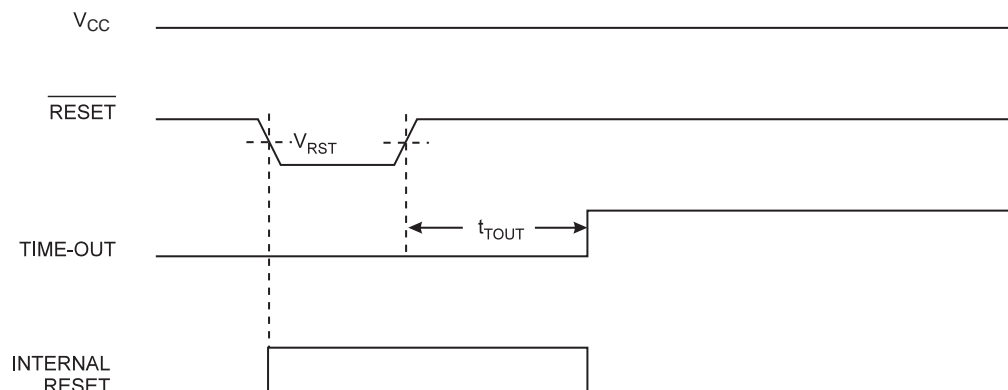 VCC
RESET
VRST
tTOUT
TIME-OUT
INTERNAL
RESET